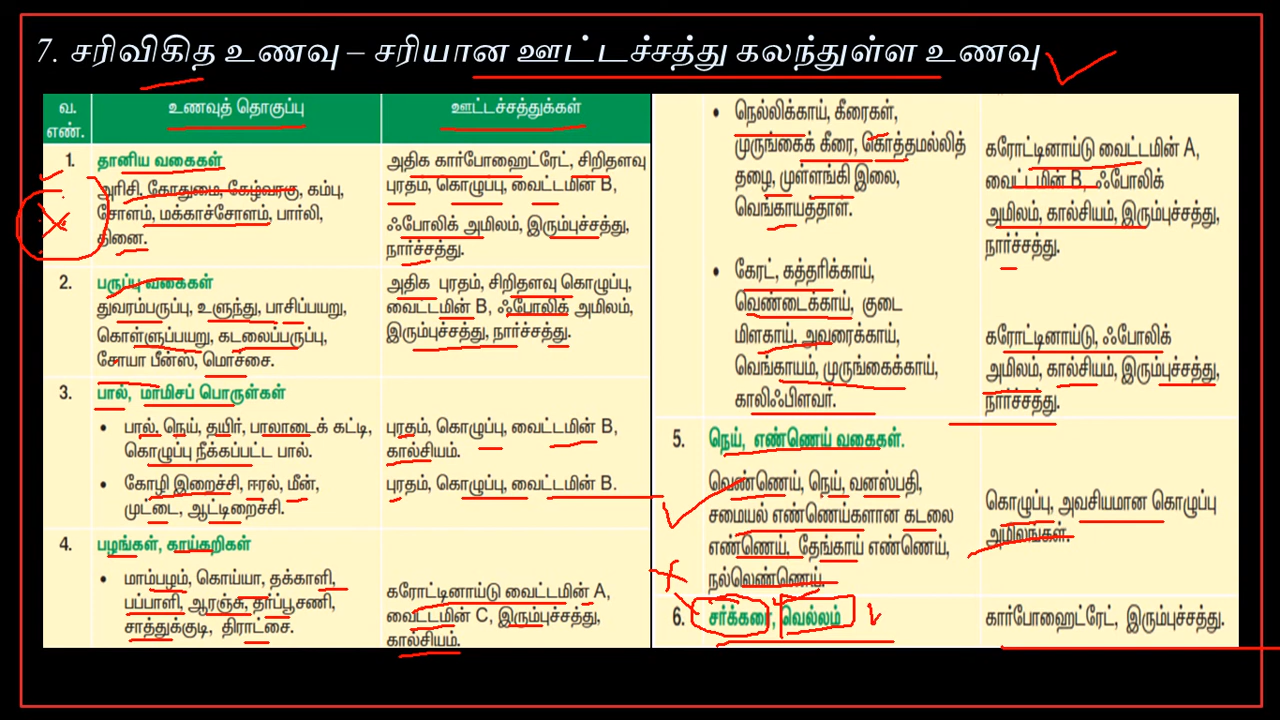 7. சரிவிகித உணவு – சரியான ஊட்டச்சத்து கலந்துள்ள உணவு
வ. எண்.
உணவுத் தொகுப்பு
ஊட்டச்சத்துக்கள்
1.
தானிய வகைகள்
அரிசி, கோதுமை, கேழ்வரகு, கம்பு,
சோளம், மக்காச்சோளம், பார்லி,
தினை.
அதிக கார்போஹைட்ரேட், சிறிதளவு
புரதம், கொழுப்பு, வைட்டமின் B,
ஃபோலிக் அமிலம், இரும்புச்சத்து,
நார்ச்சத்து.
2.
பருப்பு வகைகள்
துவரம்பருப்பு, உளுந்து, பாசிப்பயறு,
கொள்ளுப்பயறு, கடலைப்பருப்பு,
சோயா பீன்ஸ், மொச்சை.
அதிக புரதம், சிறிதளவு கொழுப்பு,
வைட்டமின் B, ஃபோலிக் அமிலம்,
இரும்புச்சத்து, நார்ச்சத்து.
3.
பால், மாமிசப் பொருள்கள்
• பால், நெய், தயிர், பாலாடைக் கட்டி,
கொழுப்பு நீக்கப்பட்ட பால்.
புரதம், கொழுப்பு, வைட்டமின் B,
கால்சியம்.
• கோழி இறைச்சி, ஈரல், மீன்,
முட்டை, ஆட்டிறைச்சி.
புரதம், கொழுப்பு, வைட்டமின் B.
4.
பழங்கள், காய்கறிகள்
• மாம்பழம், கொய்யா, தக்காளி,
பப்பாளி, ஆரஞ்சு, தர்ப்பூசணி,
சாத்துக்குடி, திராட்சை.
கரோட்டினாய்டு வைட்டமின் A,
வைட்டமின் C, இரும்புச்சத்து,
கால்சியம்.
• நெல்லிக்காய், கீரைகள்,
முருங்கைக் கீரை, கொத்தமல்லித்
தழை, முள்ளங்கி இலை,
வெங்காயத்தாள்.
கரோட்டினாய்டு வைட்டமின் A,
வைட்டமின் B, ஃபோலிக்
அமிலம், கால்சியம், இரும்புச்சத்து,
நார்ச்சத்து.
• கேரட், கத்தரிக்காய்,
வெண்டைக்காய், குடை
மிளகாய், அவரைக்காய்,
வெங்காயம், முருங்கைக்காய்,
காலிஃபிளவர்.
கரோட்டினாய்டு, ஃபோலிக்
அமிலம், கால்சியம், இரும்புச்சத்து,
நார்ச்சத்து.
5.
நெய், எண்ணெய் வகைகள்.
வெண்ணெய், நெய், வனஸ்பதி,
சமையல் எண்ணெய்களான கடலை
எண்ணெய், தேங்காய் எண்ணெய்,
நல்லெண்ணெய்.
கொழுப்பு, அவசியமான கொழுப்பு
அமிலங்கள்.
6.
சர்க்கரை, வெல்லம்
கார்போஹைட்ரேட், இரும்புச்சத்து.